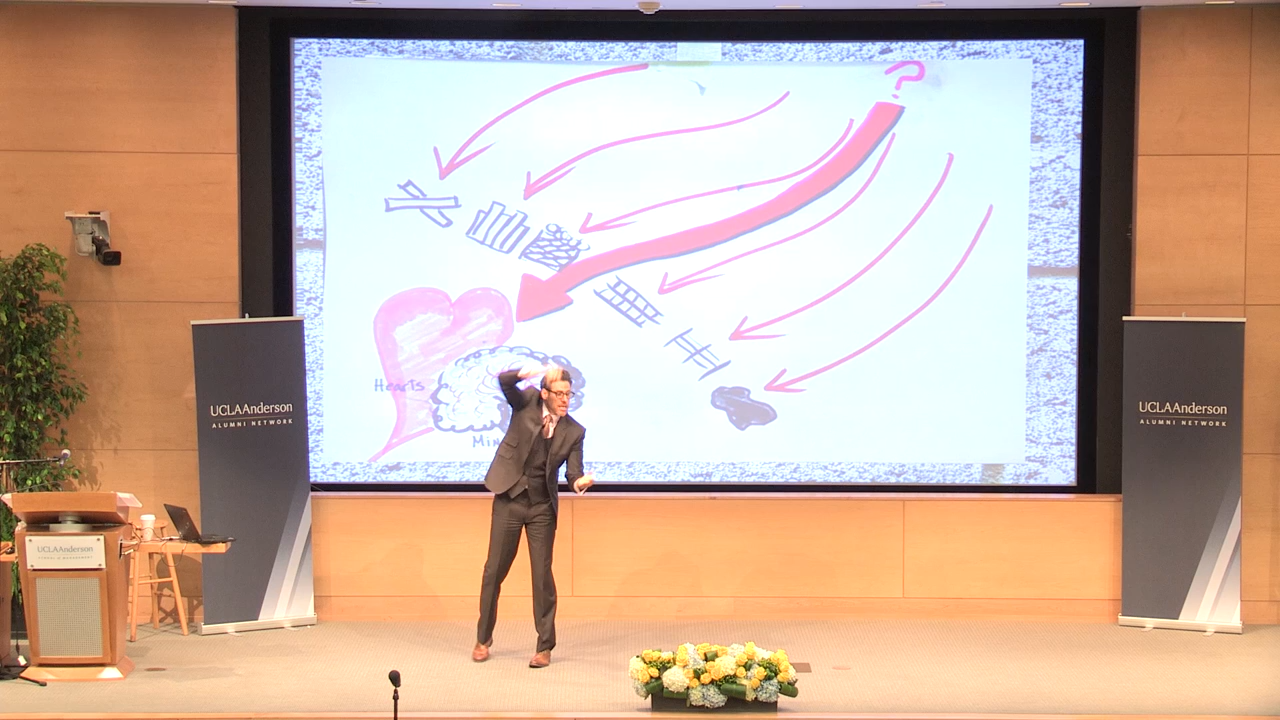 ?
Hearts
UCLAAnderson
ALUMNI NETWORK
UCLAAnderson
ALUMNI NETWORK
UCLAAnderson